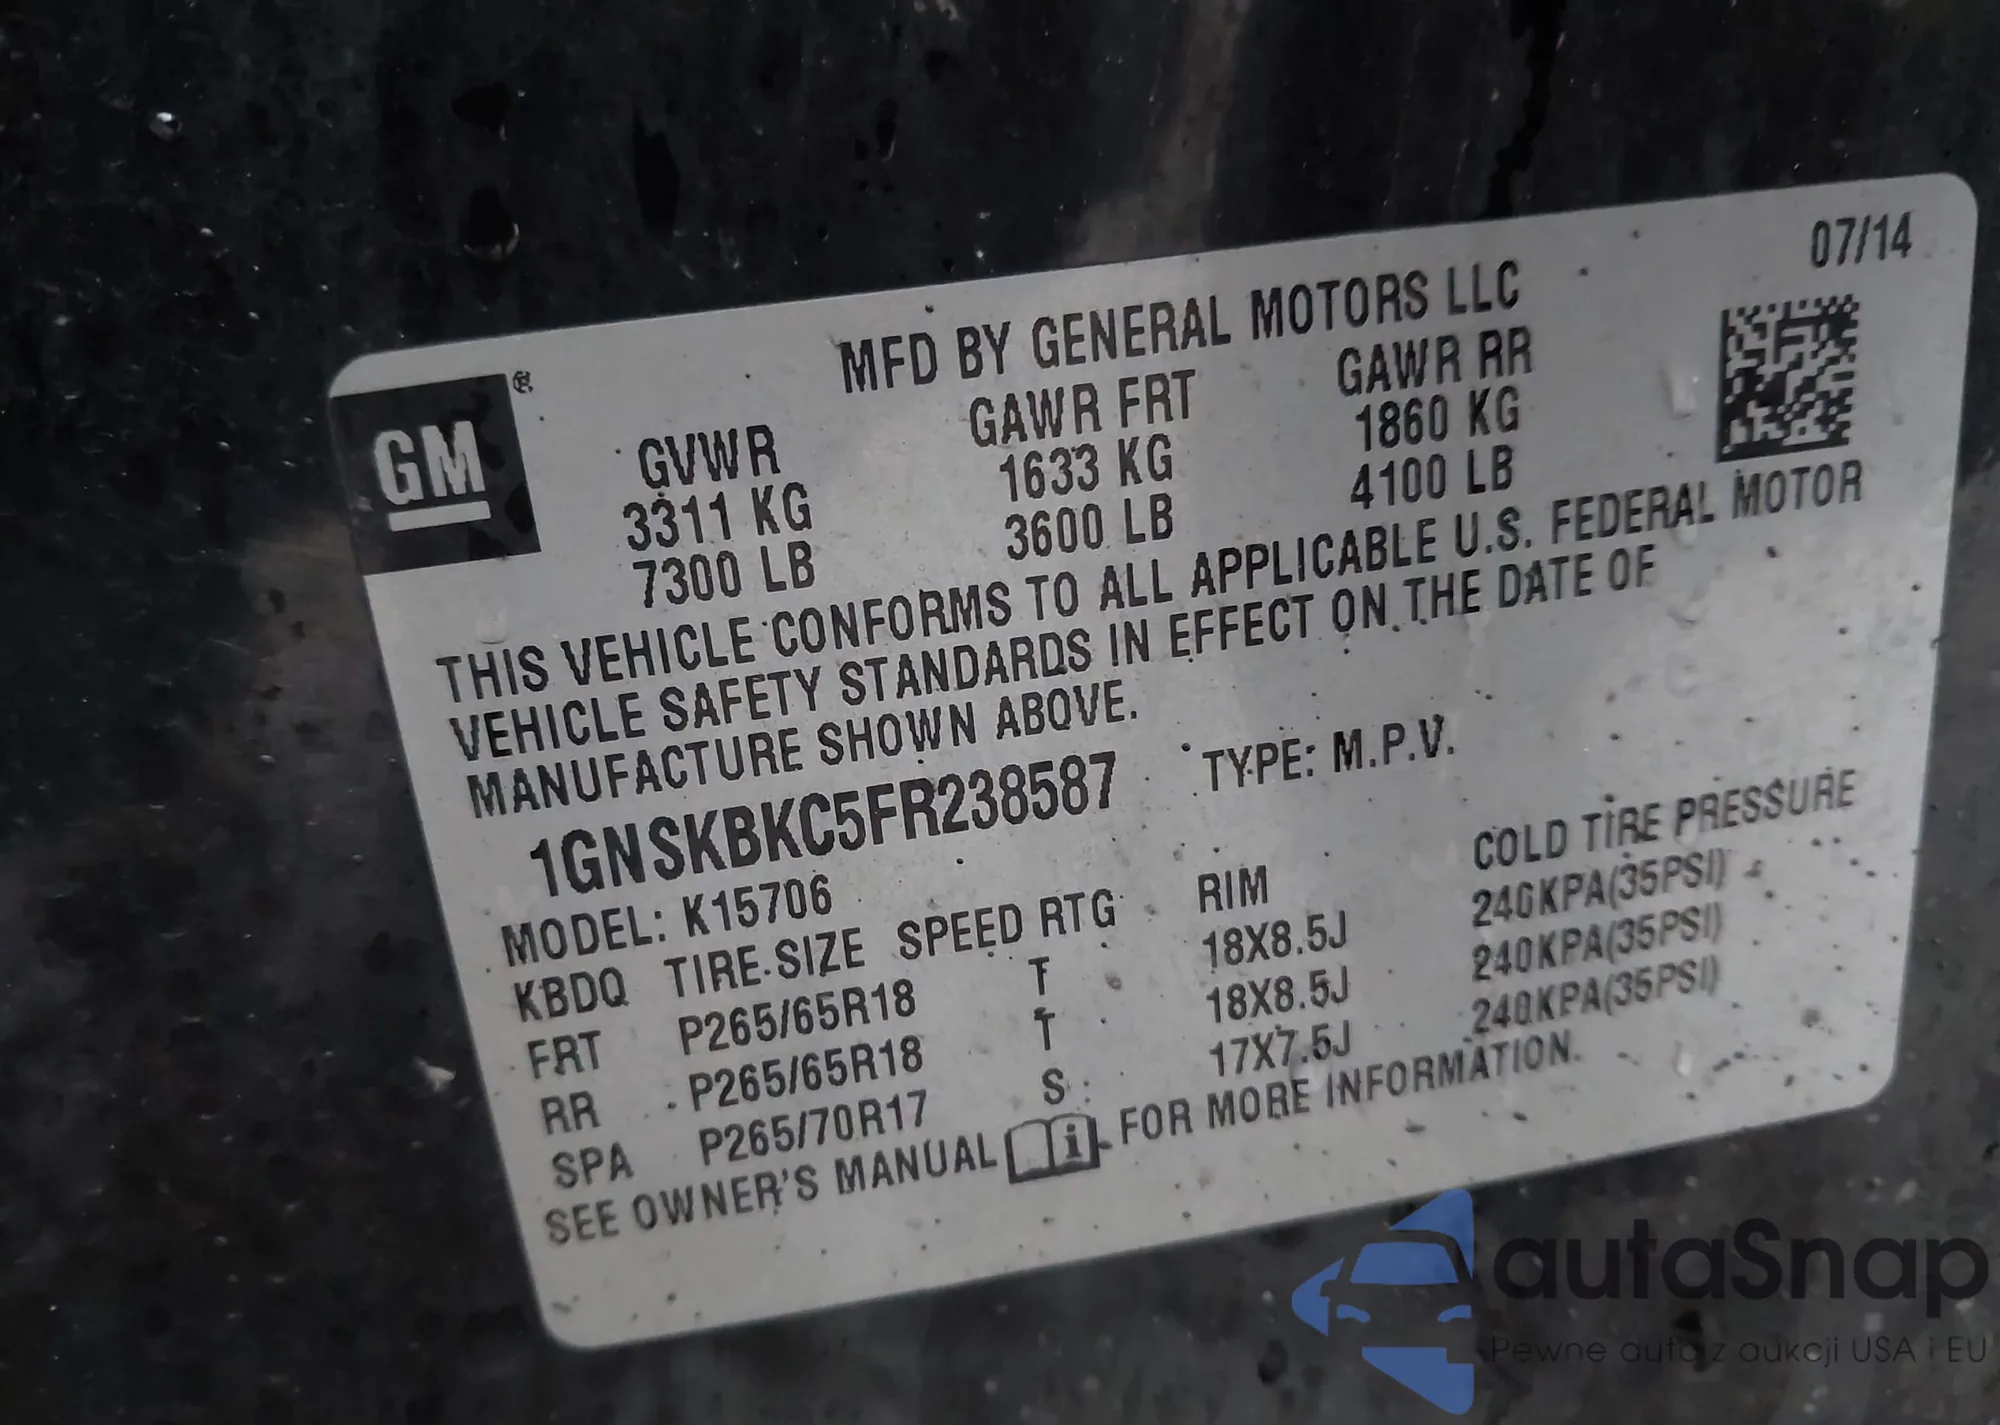 07/14
MFD BY GENERAL MOTORS LLC
GM ®
GVWR GAWR FRT GAWR RR
3311 KG 1633 KG 1860 KG
7300 LB 3600 LB 4100 LB
THIS VEHICLE CONFORMS TO ALL APPLICABLE U.S. FEDERAL MOTOR
VEHICLE SAFETY STANDARDS IN EFFECT ON THE DATE OF
MANUFACTURE SHOWN ABOVE.
1GNSKBKC5FR238587 TYPE: M.P.V.
MODEL: K15706
KBDQ TIRE SIZE SPEED RTG RIM COLD TIRE PRESSURE
FRT P265/65R18 T 18X8.5J 240KPA(35PSI)
RR P265/65R18 T 18X8.5J 240KPA(35PSI)
SPA P265/70R17 S 17X7.5J 240KPA(35PSI)
SEE OWNER'S MANUAL i FOR MORE INFORMATION.
autaSnap
Pewne auta z aukcji USA i EU